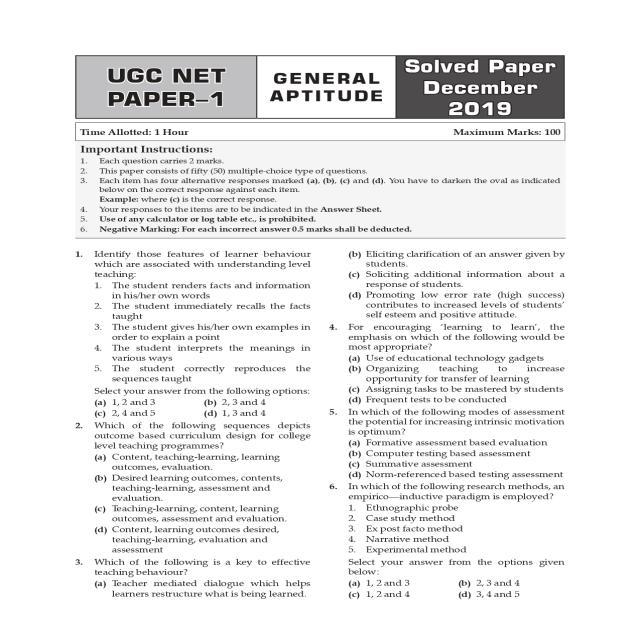 UGC NET
PAPER–1
GENERAL
APTITUDE
Solved Paper
December
2019
Time Allotted: 1 Hour Maximum Marks: 100
Important Instructions:
1. Each question carries 2 marks.
2. This paper consists of fifty (50) multiple-choice type of questions.
3. Each item has four alternative responses marked (a), (b), (c) and (d). You have to darken the oval as indicated
below on the correct response against each item.
Example: where (c) is the correct response.
4. Your responses to the items are to be indicated in the Answer Sheet.
5. Use of any calculator or log table etc., is prohibited.
6. Negative Marking: For each incorrect answer 0.5 marks shall be deducted.
1. Identify those features of learner behaviour
which are associated with understanding level
teaching:
1. The student renders facts and information
in his/her own words
2. The student immediately recalls the facts
taught
3. The student gives his/her own examples in
order to explain a point
4. The student interprets the meanings in
various ways
5. The student correctly reproduces the
sequences taught
Select your answer from the following options:
(a) 1, 2 and 3 (b) 2, 3 and 4
(c) 2, 4 and 5 (d) 1, 3 and 4
2. Which of the following sequences depicts
outcome based curriculum design for college
level teaching programmes?
(a) Content, teaching-learning, learning
outcomes, evaluation.
(b) Desired learning outcomes, contents,
teaching-learning, assessment and
evaluation.
(c) Teaching-learning, content, learning
outcomes, assessment and evaluation.
(d) Content, learning outcomes desired,
teaching-learning, evaluation and
assessment
3. Which of the following is a key to effective
teaching behaviour?
(a) Teacher mediated dialogue which helps
learners restructure what is being learned.
(b) Eliciting clarification of an answer given by
students.
(c) Soliciting additional information about a
response of students.
(d) Promoting low error rate (high success)
contributes to increased levels of students'
self esteem and positive attitude.
4. For encouraging 'learning to learn', the
emphasis on which of the following would be
most appropriate?
(a) Use of educational technology gadgets
(b) Organizing teaching to increase
opportunity for transfer of learning
(c) Assigning tasks to be mastered by students
(d) Frequent tests to be conducted
5. In which of the following modes of assessment
the potential for increasing intrinsic motivation
is optimum?
(a) Formative assessment based evaluation
(b) Computer testing based assessment
(c) Summative assessment
(d) Norm-referenced based testing assessment
6. In which of the following research methods, an
empirico—inductive paradigm is employed?
1. Ethnographic probe
2. Case study method
3. Ex post facto method
4. Narrative method
5. Experimental method
Select your answer from the options given
below:
(a) 1, 2 and 3 (b) 2, 3 and 4
(c) 1, 2 and 4 (d) 3, 4 and 5